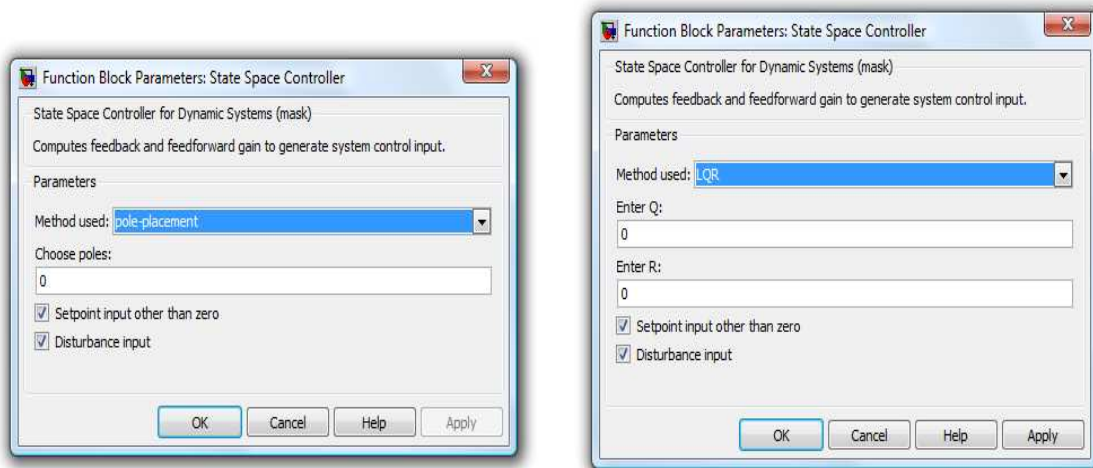 Function Block Parameters: State Space Controller
State Space Controller for Dynamic Systems (mask)
Computes feedback and feedforward gain to generate system control input.
Parameters
Method used: pole-placement
Choose poles:
0
Setpoint input other than zero
Disturbance input
OK Cancel Help Apply
Function Block Parameters: State Space Controller
State Space Controller for Dynamic Systems (mask)
Computes feedback and feedforward gain to generate system control input.
Parameters
Method used: LQR
Enter Q:
0
Enter R:
0
Setpoint input other than zero
Disturbance input
OK Cancel Help Apply